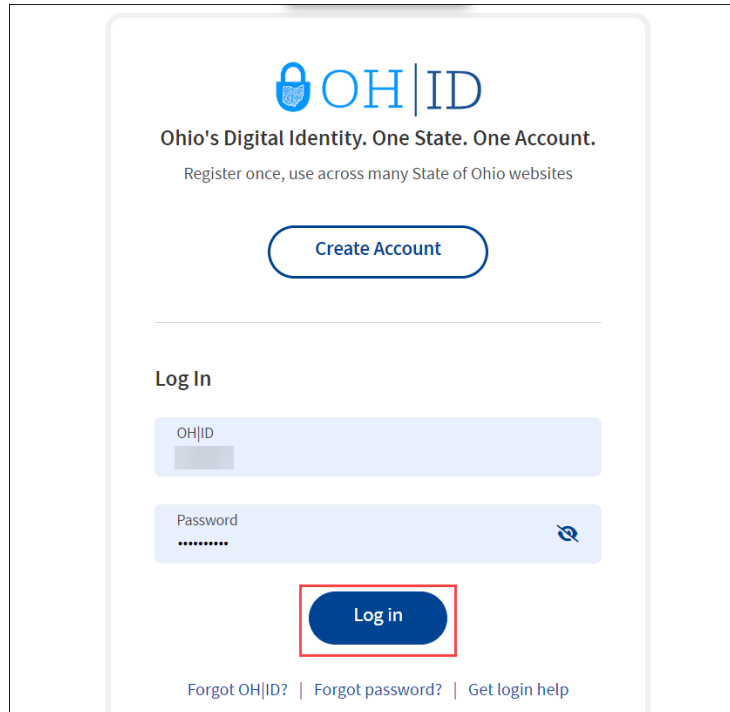 OH|ID
Ohio's Digital Identity. One State. One Account.
Register once, use across many State of Ohio websites
Create Account
Log In
OH|ID
Password
••••••••••
Log in
Forgot OH|ID? | Forgot password? | Get login help